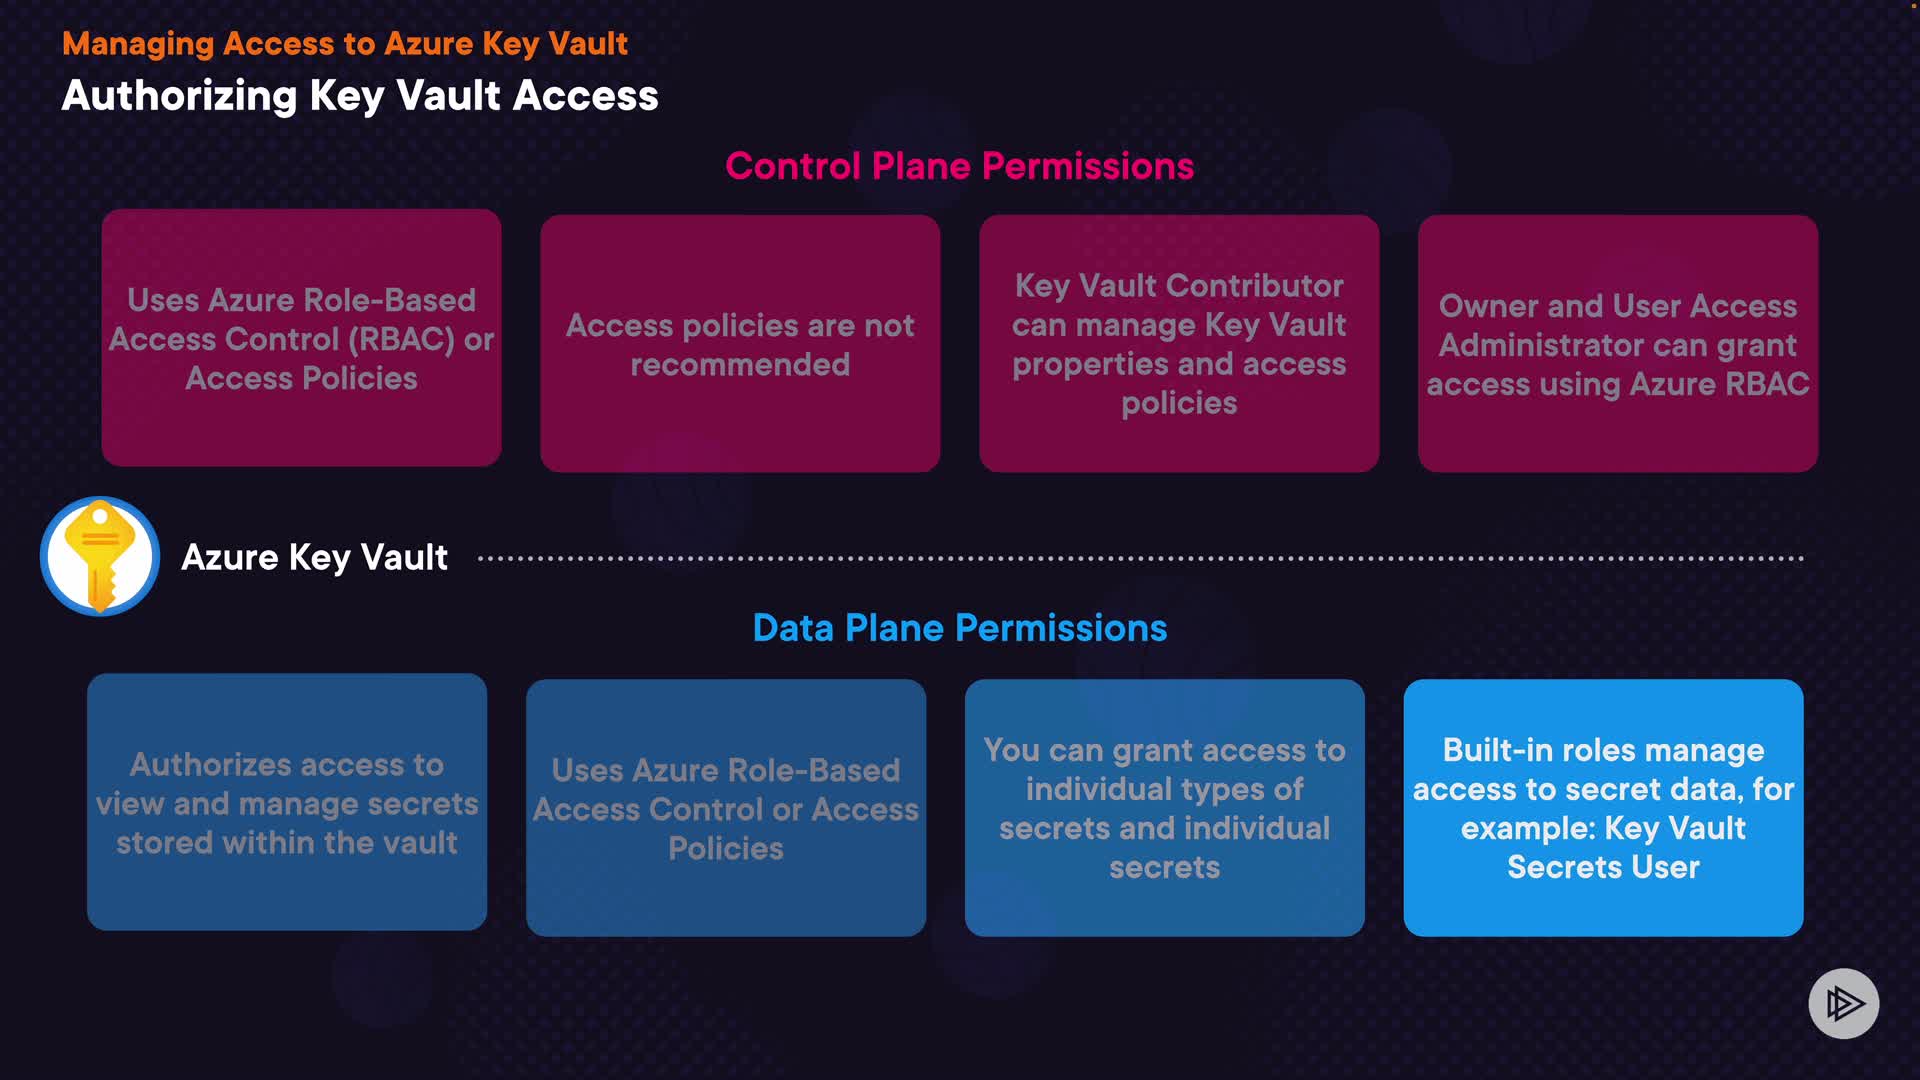 Managing Access to Azure Key Vault
Authorizing Key Vault Access
Control Plane Permissions
Uses Azure Role-Based
Access Control (RBAC) or
Access Policies
Access policies are not
recommended
Key Vault Contributor
can manage Key Vault
properties and access
policies
Owner and User Access
Administrator can grant
access using Azure RBAC
Azure Key Vault
Data Plane Permissions
Authorizes access to
view and manage secrets
stored within the vault
Uses Azure Role-Based
Access Control or Access
Policies
You can grant access to
individual types of
secrets and individual
secrets
Built-in roles manage
access to secret data, for
example: Key Vault
Secrets User